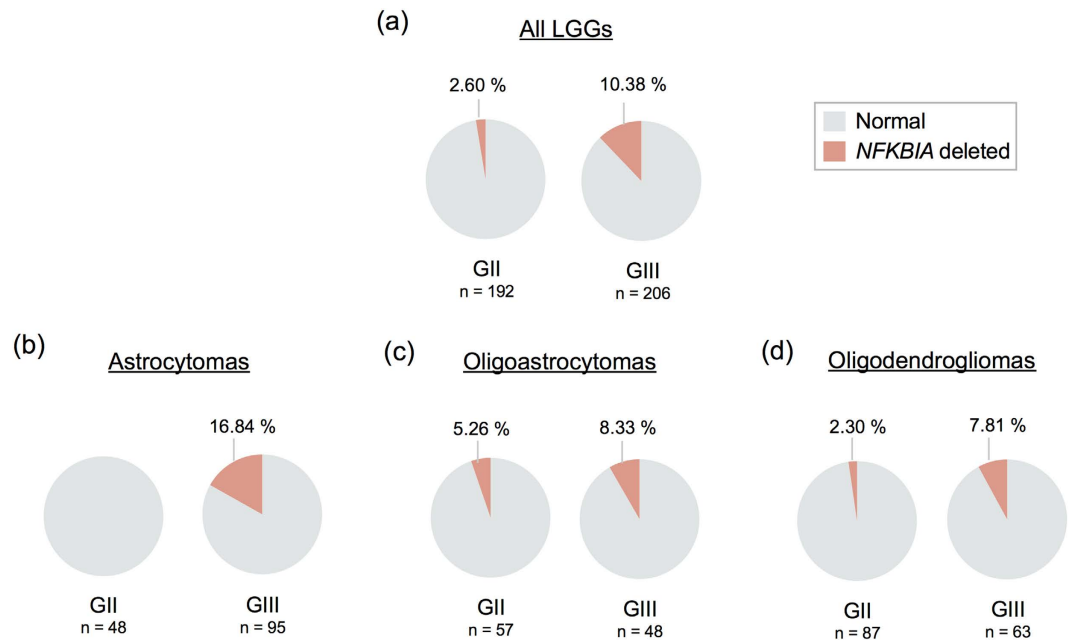 (a)
All LGGs
2.60 %
10.38 %
Normal
NFKBIA deleted
GII
n = 192
GIII
n = 206
(b)
Astrocytomas
16.84 %
GII
n = 48
GIII
n = 95
(c)
Oligoastrocytomas
5.26 %
8.33 %
GII
n = 57
GIII
n = 48
(d)
Oligodendrogliomas
2.30 %
7.81 %
GII
n = 87
GIII
n = 63